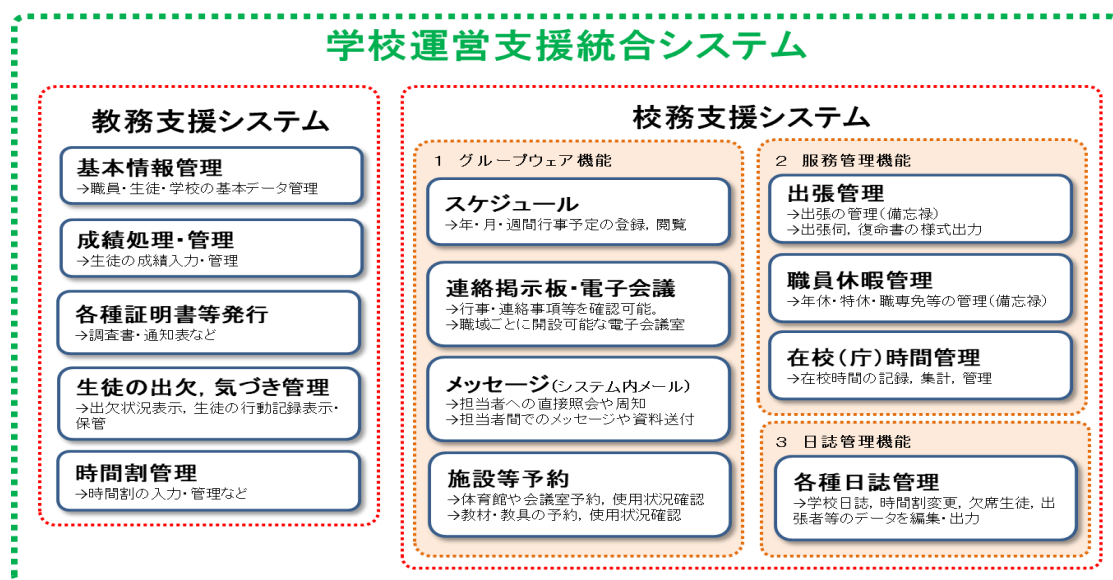 学校運営支援統合システム
教務支援システム
基本情報管理
→職員・生徒・学校の基本データ管理
成績処理・管理
→生徒の成績入力・管理
各種証明書等発行
→調査書・通知表など
生徒の出欠，気づき管理
→出欠状況表示，生徒の行動記録表示・
保管
時間割管理
→時間割の入力・管理など
校務支援システム
1 グループウェア機能
スケジュール
→年・月・週間行事予定の登録，閲覧
連絡掲示板・電子会議
→行事・連絡事項等を確認可能。
→職域ごとに開設可能な電子会議室
メッセージ(システム内メール)
→担当者への直接照会や周知
→担当者間でのメッセージや資料送付
施設等予約
→体育館や会議室予約，使用状況確認
→教材・教具の予約，使用状況確認
2 服務管理機能
出張管理
→出張の管理(備忘禄)
→出張伺，復命書の様式出力
職員休暇管理
→年休・特休・職専免等の管理(備忘禄)
在校(庁)時間管理
→在校時間の記録，集計，管理
3 日誌管理機能
各種日誌管理
→学校日誌，時間割変更，欠席生徒，出
張者等のデータを編集・出力